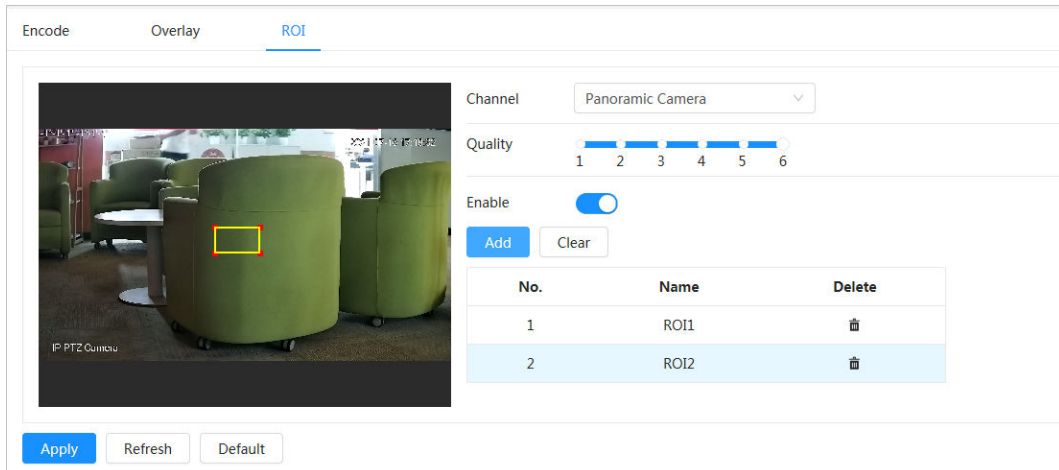 Encode Overlay ROI
Channel Panoramic Camera
Quality
1 2 3 4 5 6
Enable
Add Clear
No. Name Delete
1 ROI1
2 ROI2
IP PTZ Camera
Apply Refresh Default